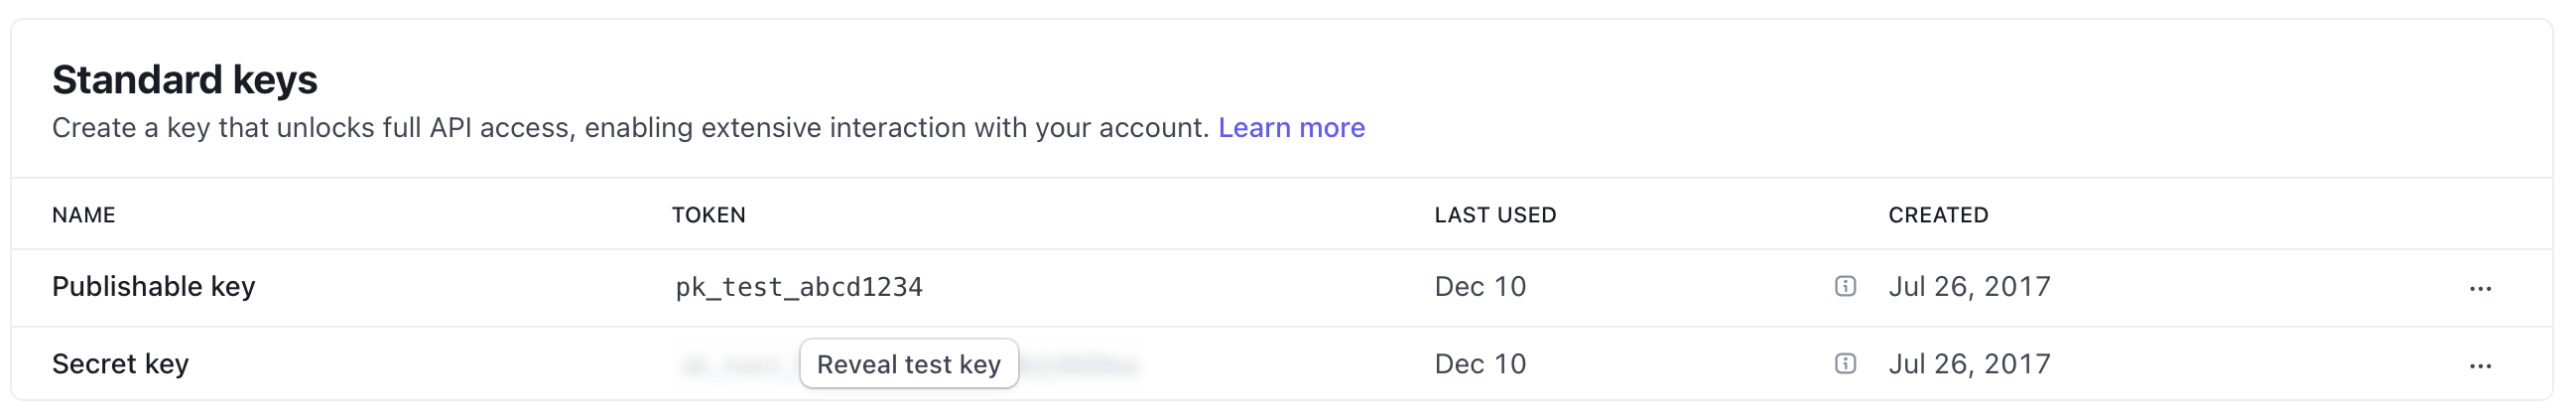 Standard keys
Create a key that unlocks full API access, enabling extensive interaction with your account. Learn more
NAME TOKEN LAST USED CREATED
Publishable key pk_test_abcd1234 Dec 10 Jul 26, 2017
Secret key Reveal test key Dec 10 Jul 26, 2017